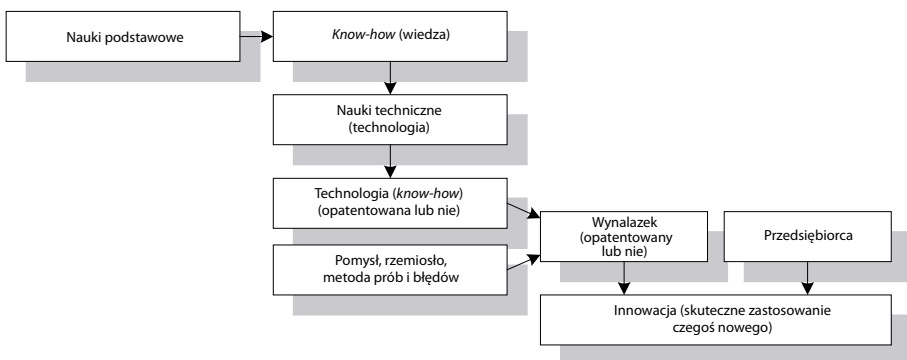 Nauki podstawowe
Know-how (wiedza)
Nauki techniczne
(technologia)
Technologia (know-how)
(opatentowana lub nie)
Pomysł, rzemiosło,
metoda prób i błędów
Wynalazek
(opatentowany
lub nie)
Przedsiębiorca
Innowacja (skuteczne zastosowanie
czegoś nowego)